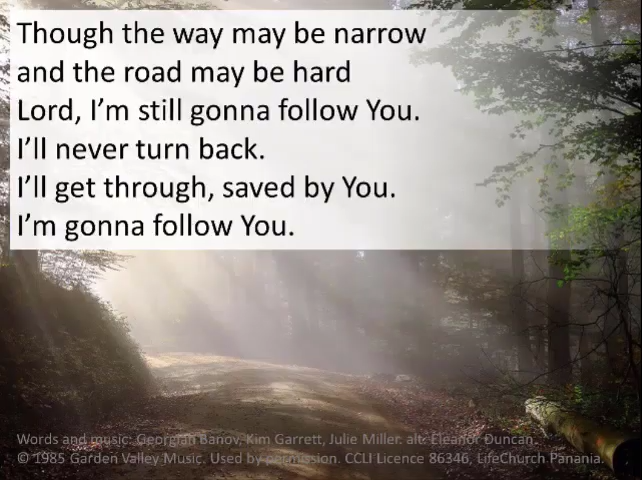 Though the way may be narrow
and the road may be hard
Lord, I'm still gonna follow You.
I'll never turn back.
I'll get through, saved by You.
I'm gonna follow You.
Words and music: Georgian Banov, Kim Garrett, Julie Miller. alt. Eleanor Duncan.
© 1985 Garden Valley Music. Used by permission. CCLI Licence 86346, LifeChurch Panania.